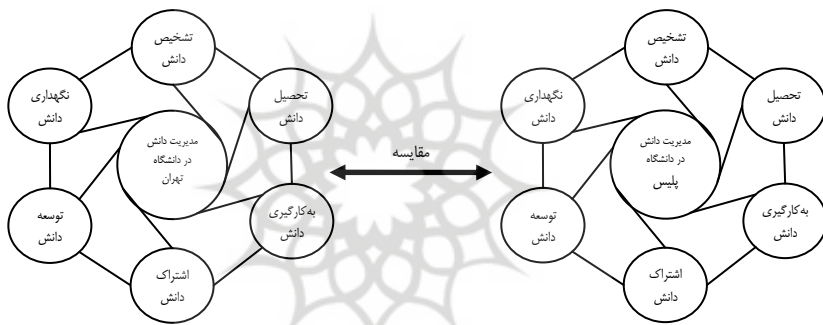 تشخیص
دانش
تحصیل
دانش
به‌کارگیری
دانش
اشتراک
دانش
توسعه
دانش
نگهداری
دانش
مدیریت دانش
در دانشگاه
پلیس
مقایسه
تشخیص
دانش
تحصیل
دانش
به‌کارگیری
دانش
اشتراک
دانش
توسعه
دانش
نگهداری
دانش
مدیریت دانش
در دانشگاه
تهران